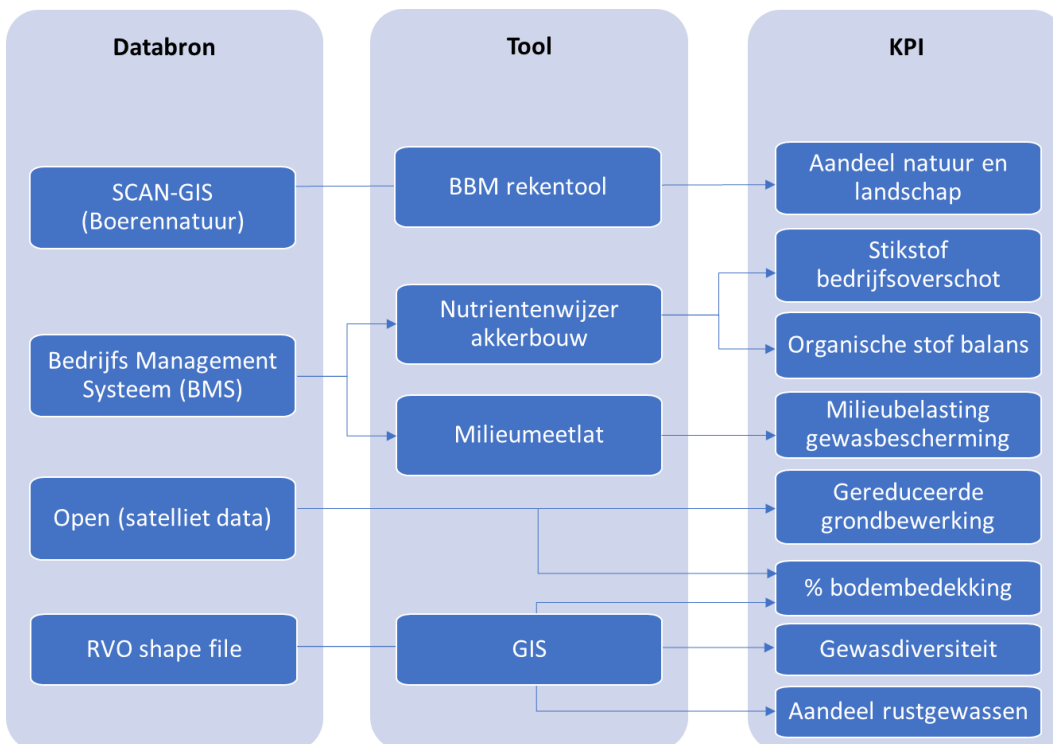 Databron
SCAN-GIS
(Boerennatuur)
Bedrijfs Management
Systeem (BMS)
Open (satelliet data)
RVO shape file
Tool
BBM rekentool
Nutrientenwijzer
akkerbouw
Milieumeetlat
GIS
KPI
Aandeel natuur en
landschap
Stikstof
bedrijfsoverschot
Organische stof balans
Milieubelasting
gewasbescherming
Gereduceerde
grondbewerking
% bodembedekking
Gewasdiversiteit
Aandeel rustgewassen